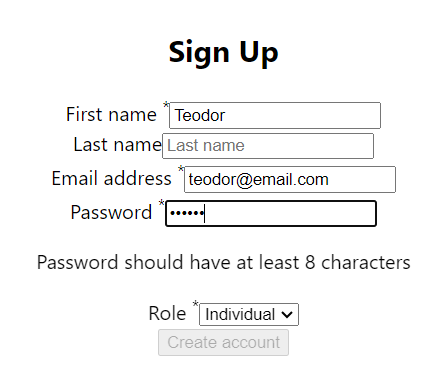 Sign Up
First name * Teodor
Last name Last name
Email address * teodor@email.com
Password * ••••••
Password should have at least 8 characters
Role * Individual
Create account